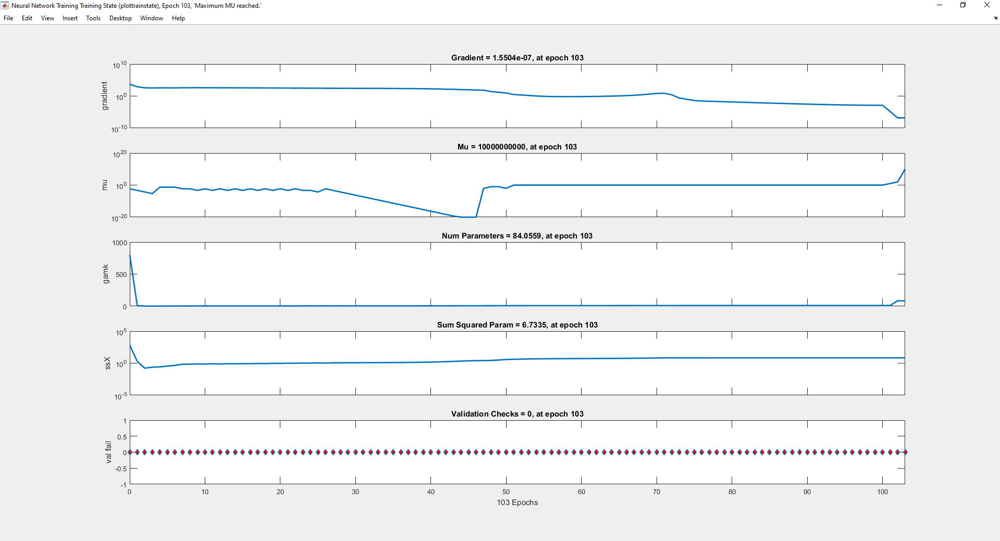 Neural Network Training Training State (plottrainstate), Epoch 103, 'Maximum MU reached.'
File Edit View Insert Tools Desktop Window Help
Gradient = 1.5504e-07, at epoch 103
10^10
10^0
10^-10
gradient
Mu = 10000000000, at epoch 103
10^20
10^0
10^-20
mu
Num Parameters = 84.0559, at epoch 103
1000
500
0
gamk
Sum Squared Param = 6.7335, at epoch 103
10^5
10^0
10^-5
ssX
Validation Checks = 0, at epoch 103
1
0.5
0
-0.5
-1
val fail
0 10 20 30 40 50 60 70 80 90 100
103 Epochs